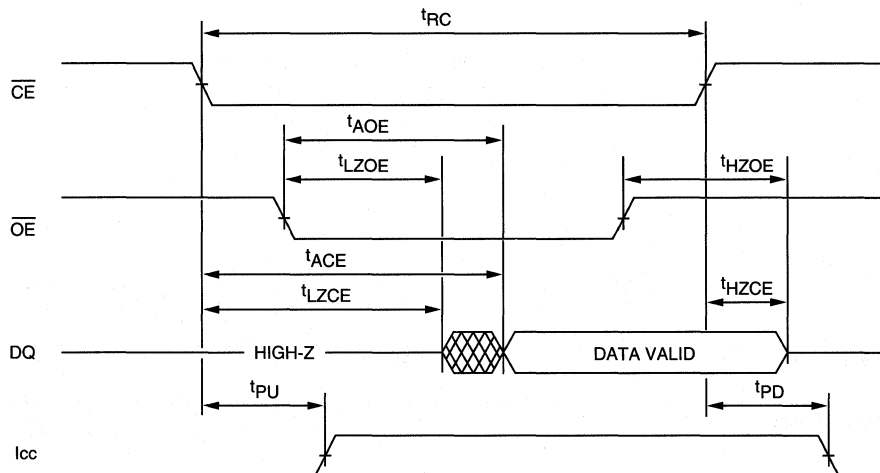 tRC
CE
tAOE
tLZOE
tHZOE
OE
tACE
tLZCE
tHZCE
DQ
HIGH-Z
DATA VALID
tPU
tPD
Icc